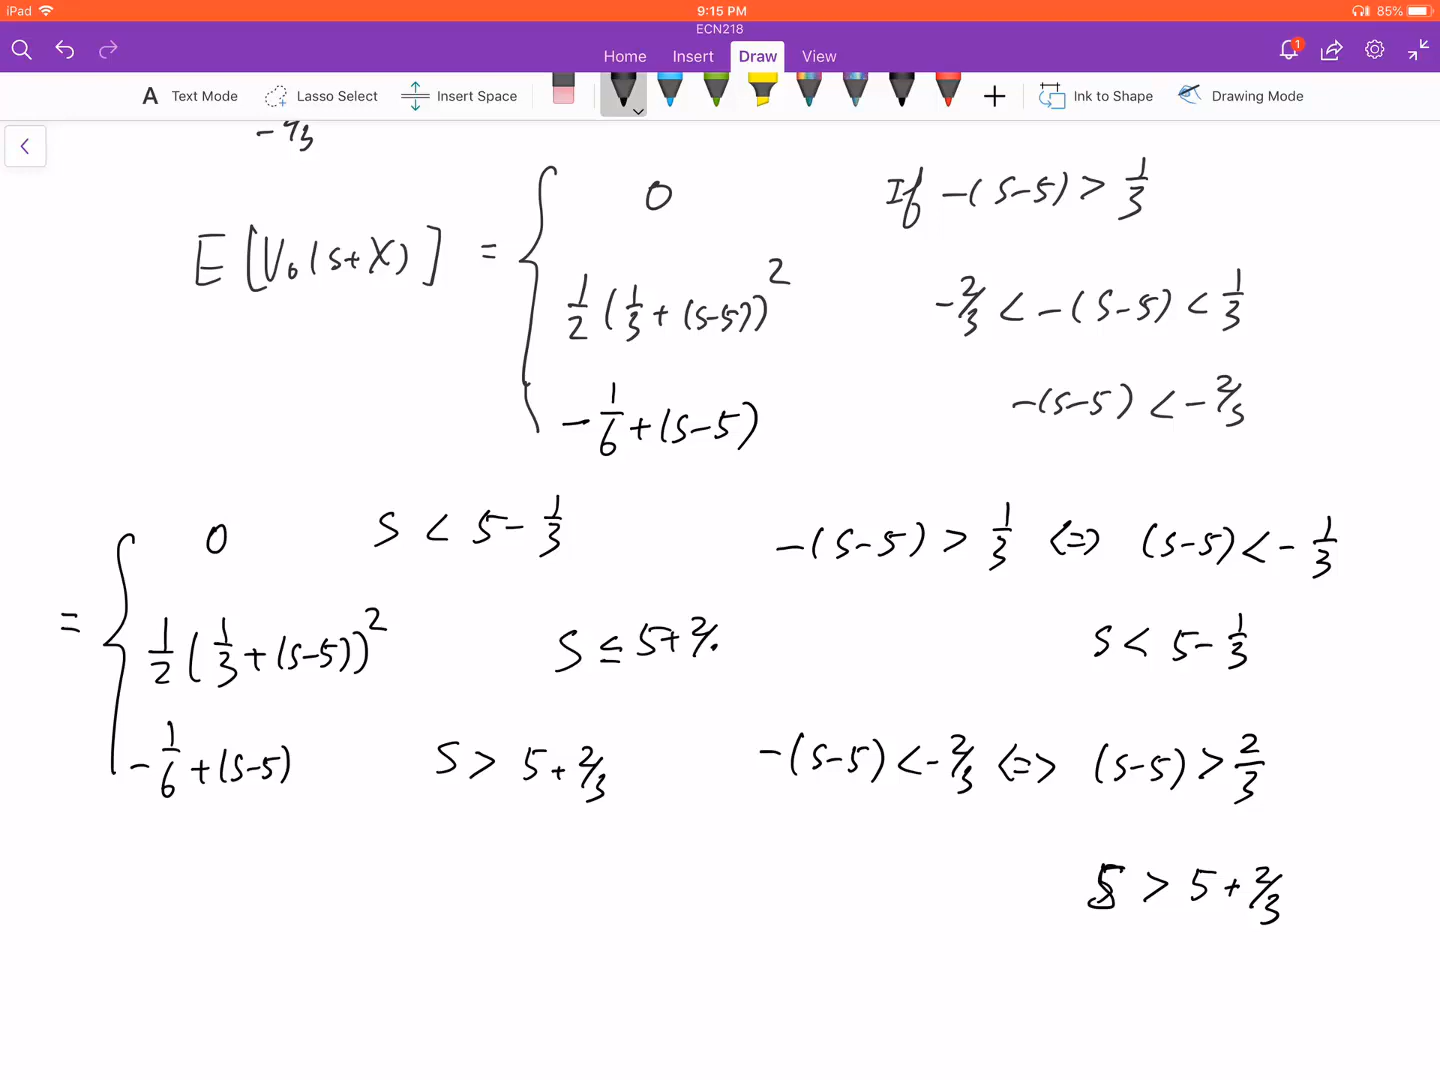 iPad 9:15 PM 85%
ECN218
Home Insert Draw View 1
A Text Mode Lasso Select Insert Space Ink to Shape Drawing Mode
E[V₀(S+X)] = { 0 If -(S-5) > 1/3
1/2 (1/3 + (S-5))² -2/3 < -(S-5) < 1/3
-1/6 + (S-5) -(S-5) < -2/3
= { 0 S < 5 - 1/3 -(S-5) > 1/3 <=> (S-5) < -1/3
1/2 (1/3 + (S-5))² S ≤ 5+2/ S < 5 - 1/3
-1/6 + (S-5) S > 5 + 2/3 -(S-5) < -2/3 <=> (S-5) > 2/3
S > 5 + 2/3